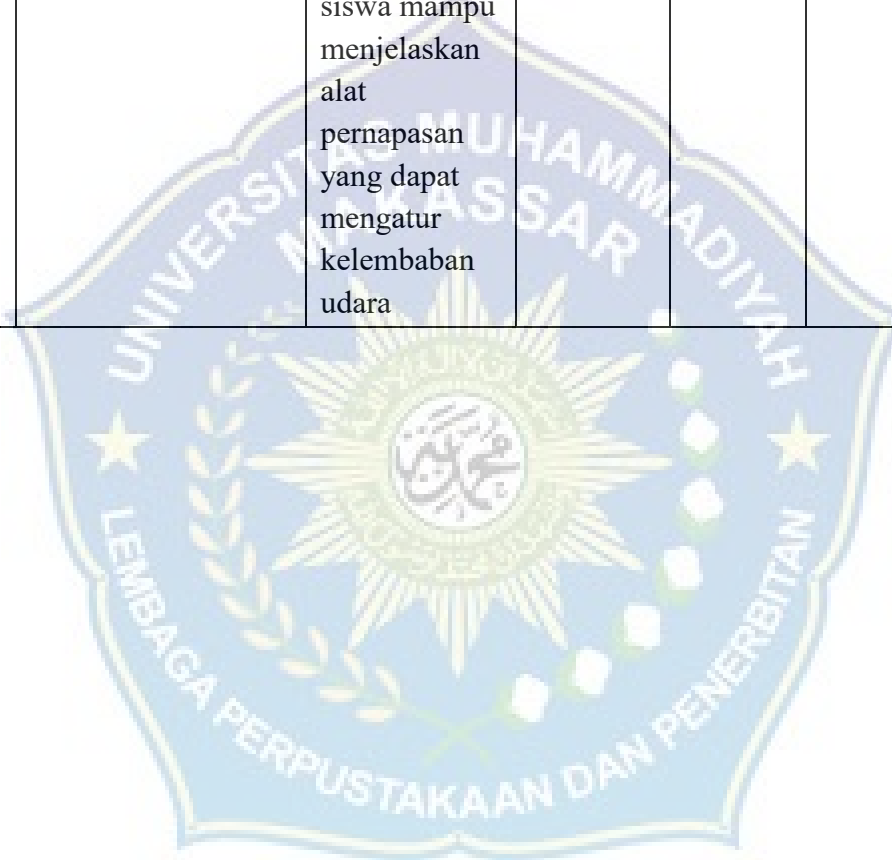 siswa mampu
menjelaskan
alat
pernapasan
yang dapat
mengatur
kelembaban
udara
UNIVERSITAS MUHAMMADIYAH
MAKASSAR
LEMBAGA PERPUSTAKAAN DAN PENERBITAN